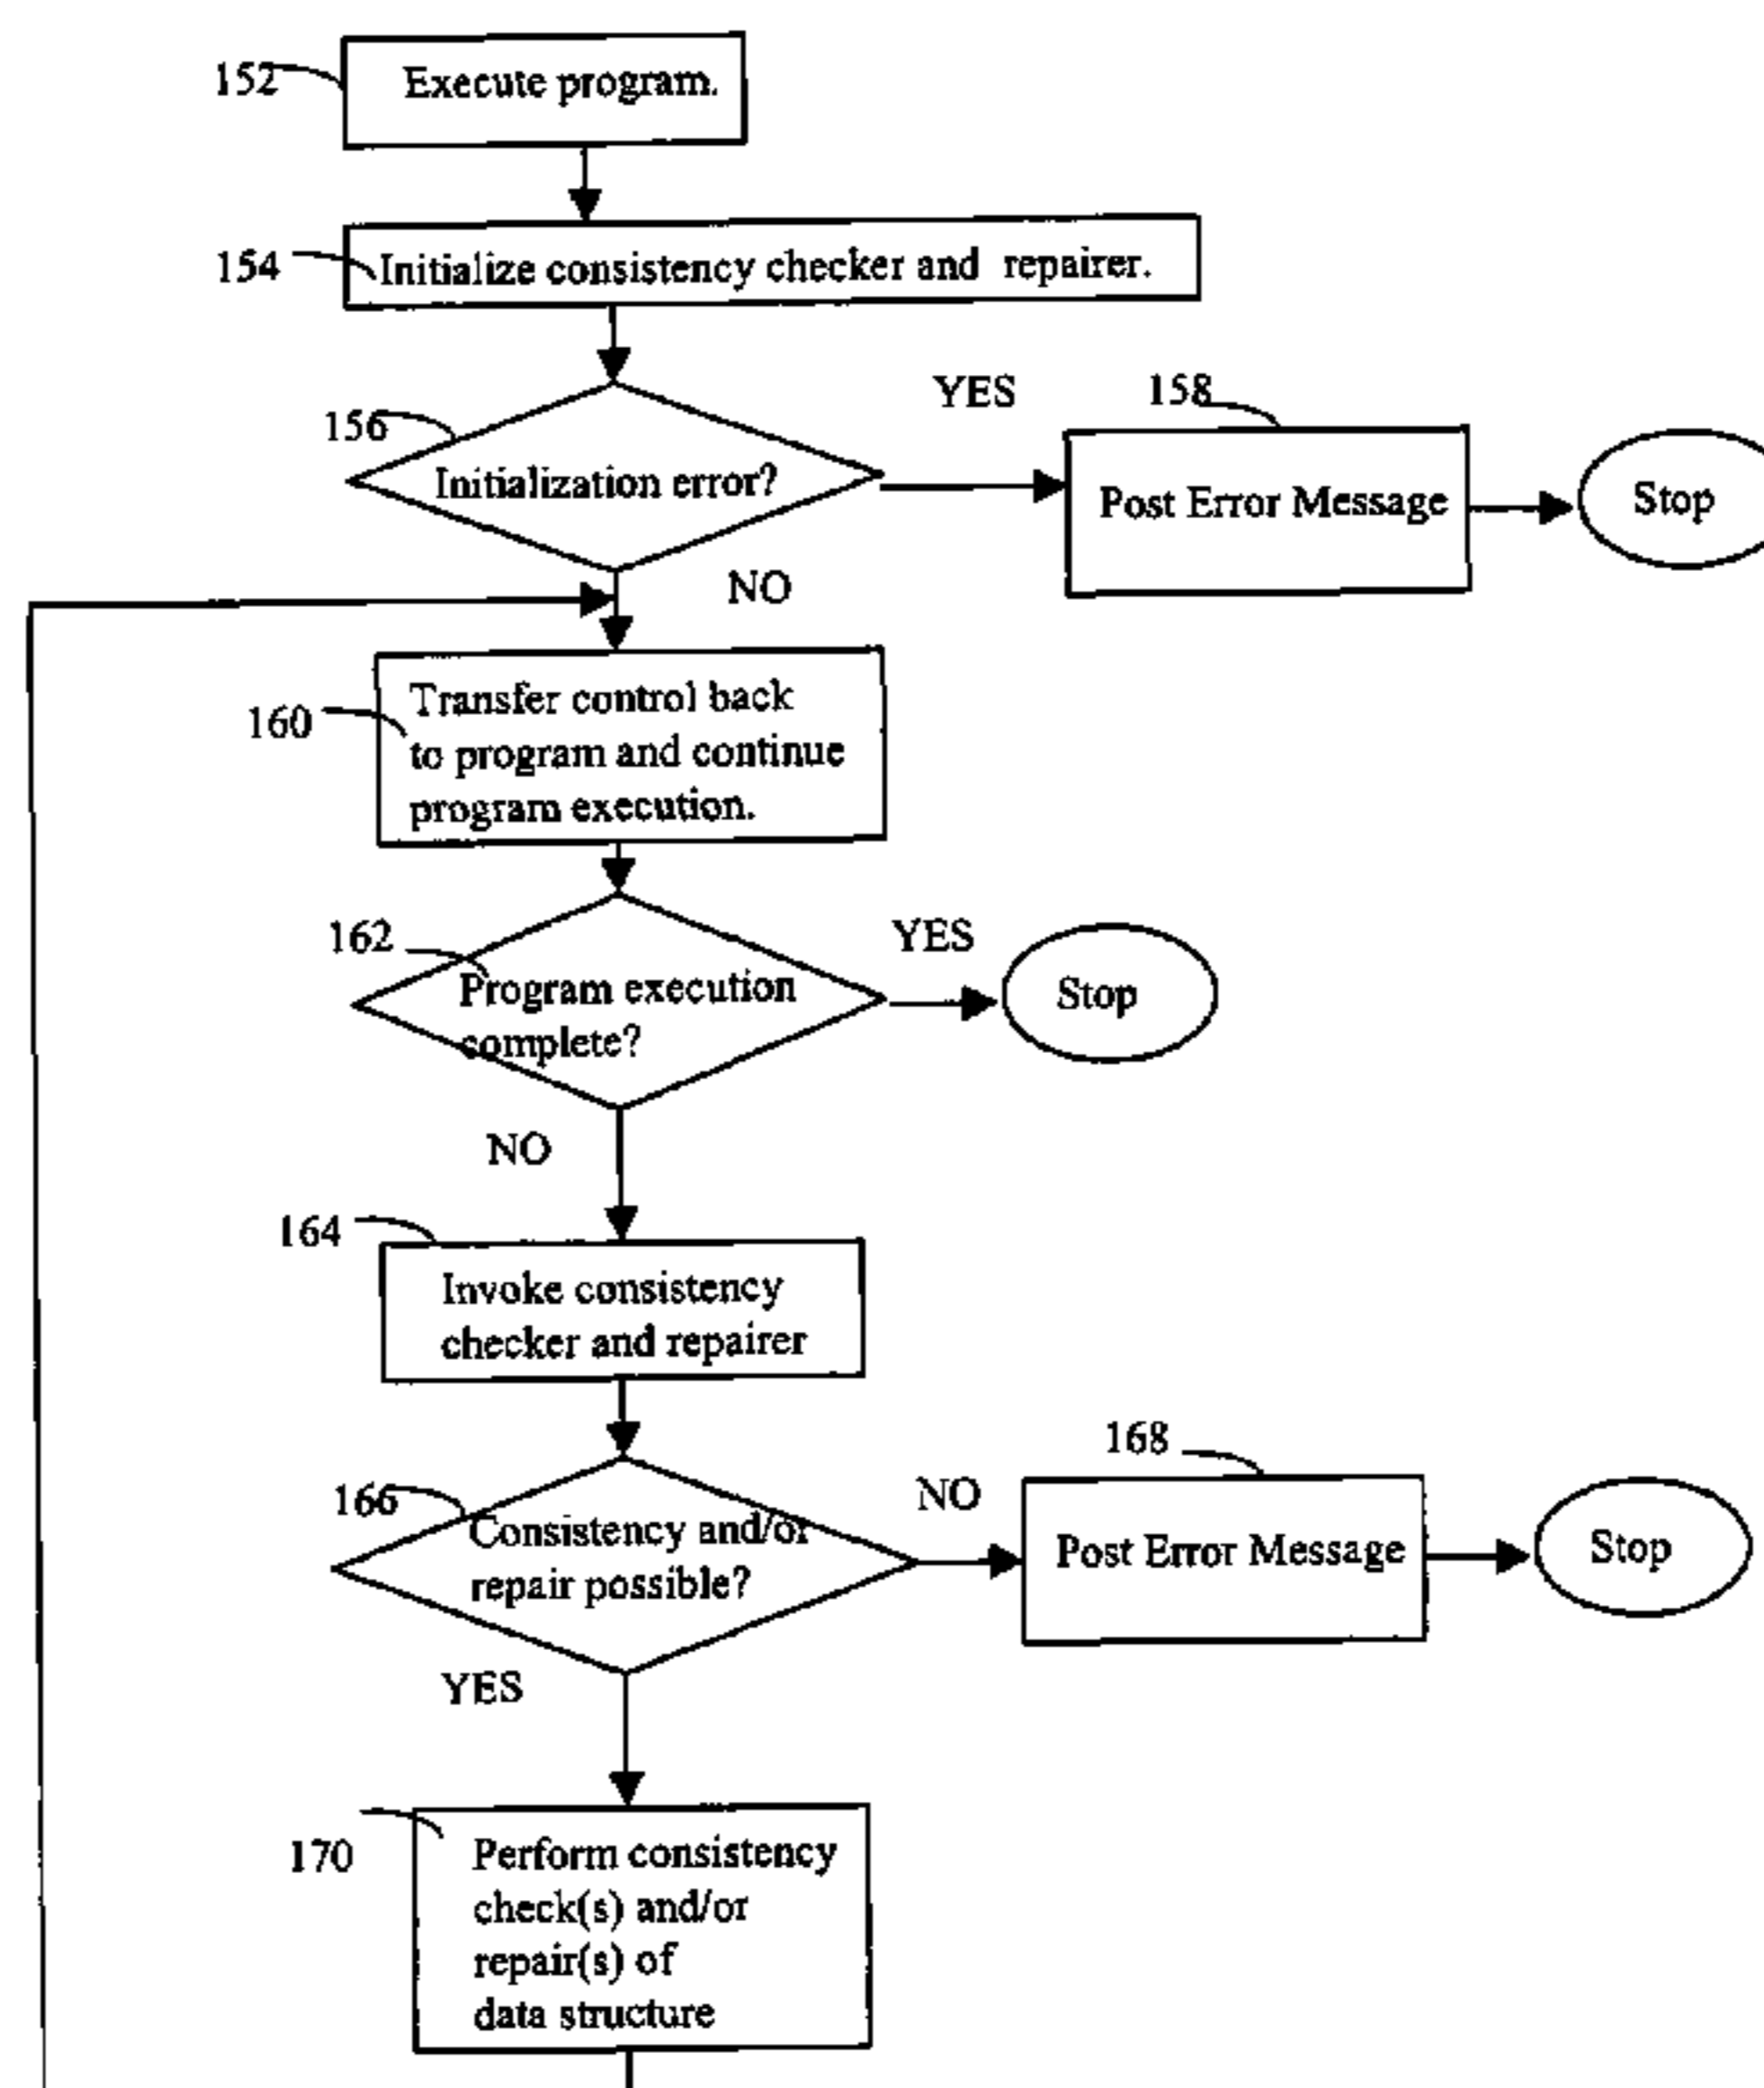 152
Execute program.
154
Initialize consistency checker and repairer.
156
Initialization error?
YES
158
Post Error Message
Stop
NO
160
Transfer control back
to program and continue
program execution.
162
Program execution
complete?
YES
Stop
NO
164
Invoke consistency
checker and repairer
166
Consistency and/or
repair possible?
NO
168
Post Error Message
Stop
YES
170
Perform consistency
check(s) and/or
repair(s) of
data structure